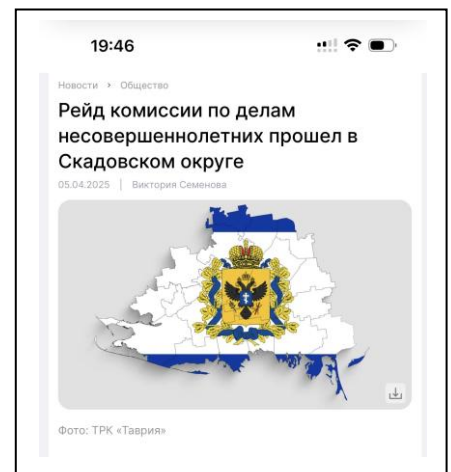 19:46
Новости > Общество
Рейд комиссии по делам
несовершеннолетних прошел в
Скадовском округе
05.04.2025 | Виктория Семенова
Фото: ТРК «Таврия»